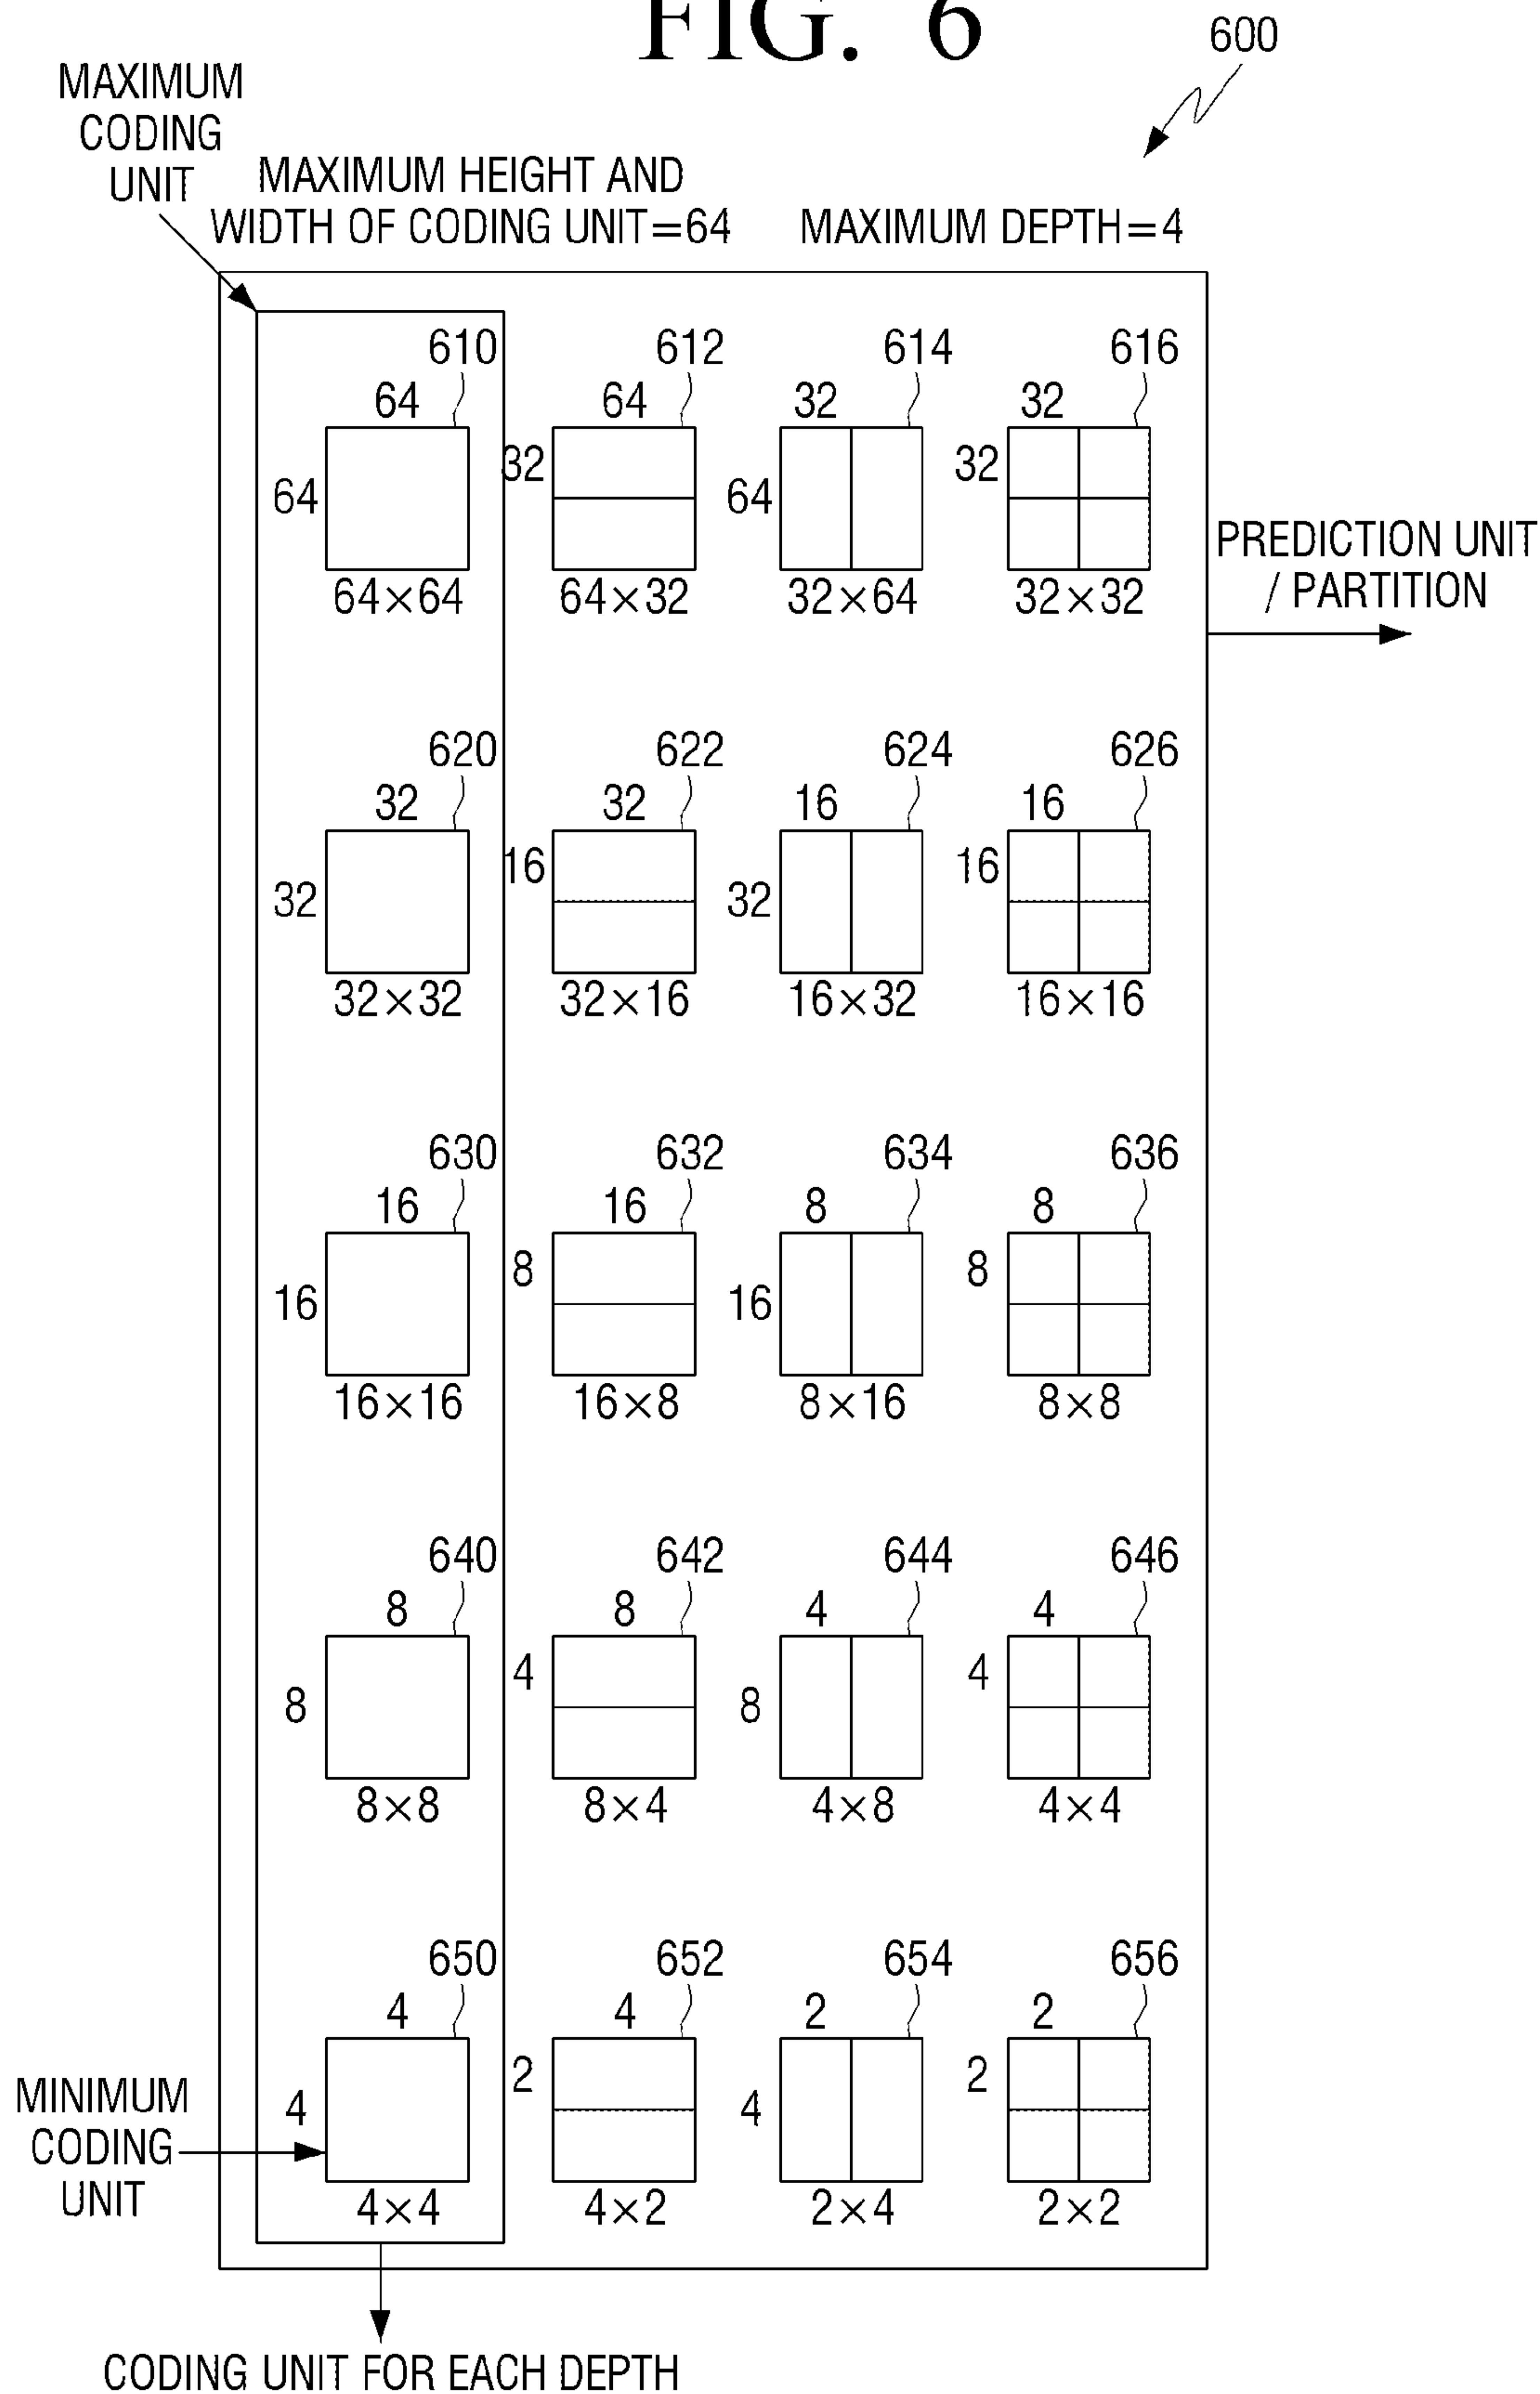 FIG. 6
600
MAXIMUM
CODING
UNIT
MAXIMUM HEIGHT AND
WIDTH OF CODING UNIT=64
MAXIMUM DEPTH=4
610 612 614 616
64 64 32 32
64 32 64 32
64×64 64×32 32×64 32×32
PREDICTION UNIT
/ PARTITION
620 622 624 626
32 32 16 16
32 16 32 16
32×32 32×16 16×32 16×16
630 632 634 636
16 16 8 8
16 8 16 8
16×16 16×8 8×16 8×8
640 642 644 646
8 8 4 4
8 4 8 4
8×8 8×4 4×8 4×4
650 652 654 656
4 4 2 2
4 2 4 2
4×4 4×2 2×4 2×2
MINIMUM
CODING
UNIT
CODING UNIT FOR EACH DEPTH